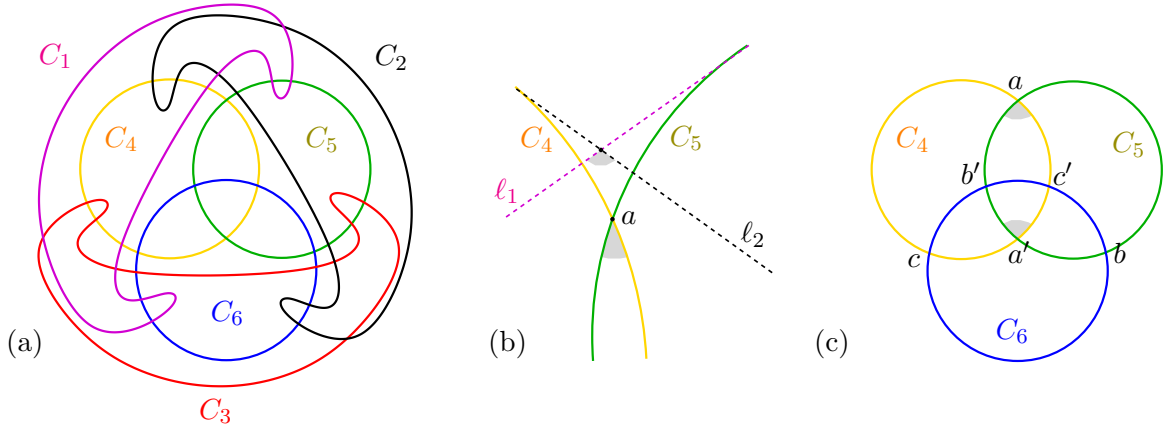 C₁
C₂
C₄
C₅
C₆
C₃
(a)
C₄
C₅
ℓ₁
a
ℓ₂
(b)
a
C₄
C₅
b′
c′
c
a′
b
C₆
(c)